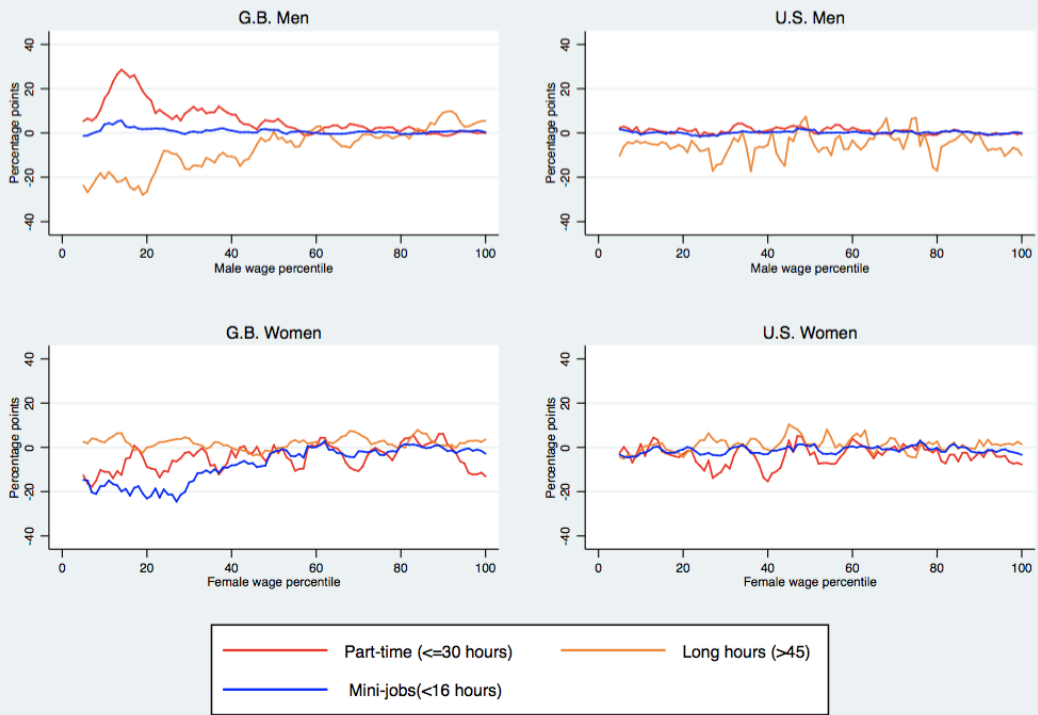 G.B. Men
U.S. Men
Percentage points
-40 -20 0 20 40
0 20 40 60 80 100
Male wage percentile
Percentage points
-40 -20 0 20 40
0 20 40 60 80 100
Male wage percentile
G.B. Women
U.S. Women
Percentage points
-40 -20 0 20 40
0 20 40 60 80 100
Female wage percentile
Percentage points
-40 -20 0 20 40
0 20 40 60 80 100
Female wage percentile
Part-time (<=30 hours)
Long hours (>45)
Mini-jobs(<16 hours)